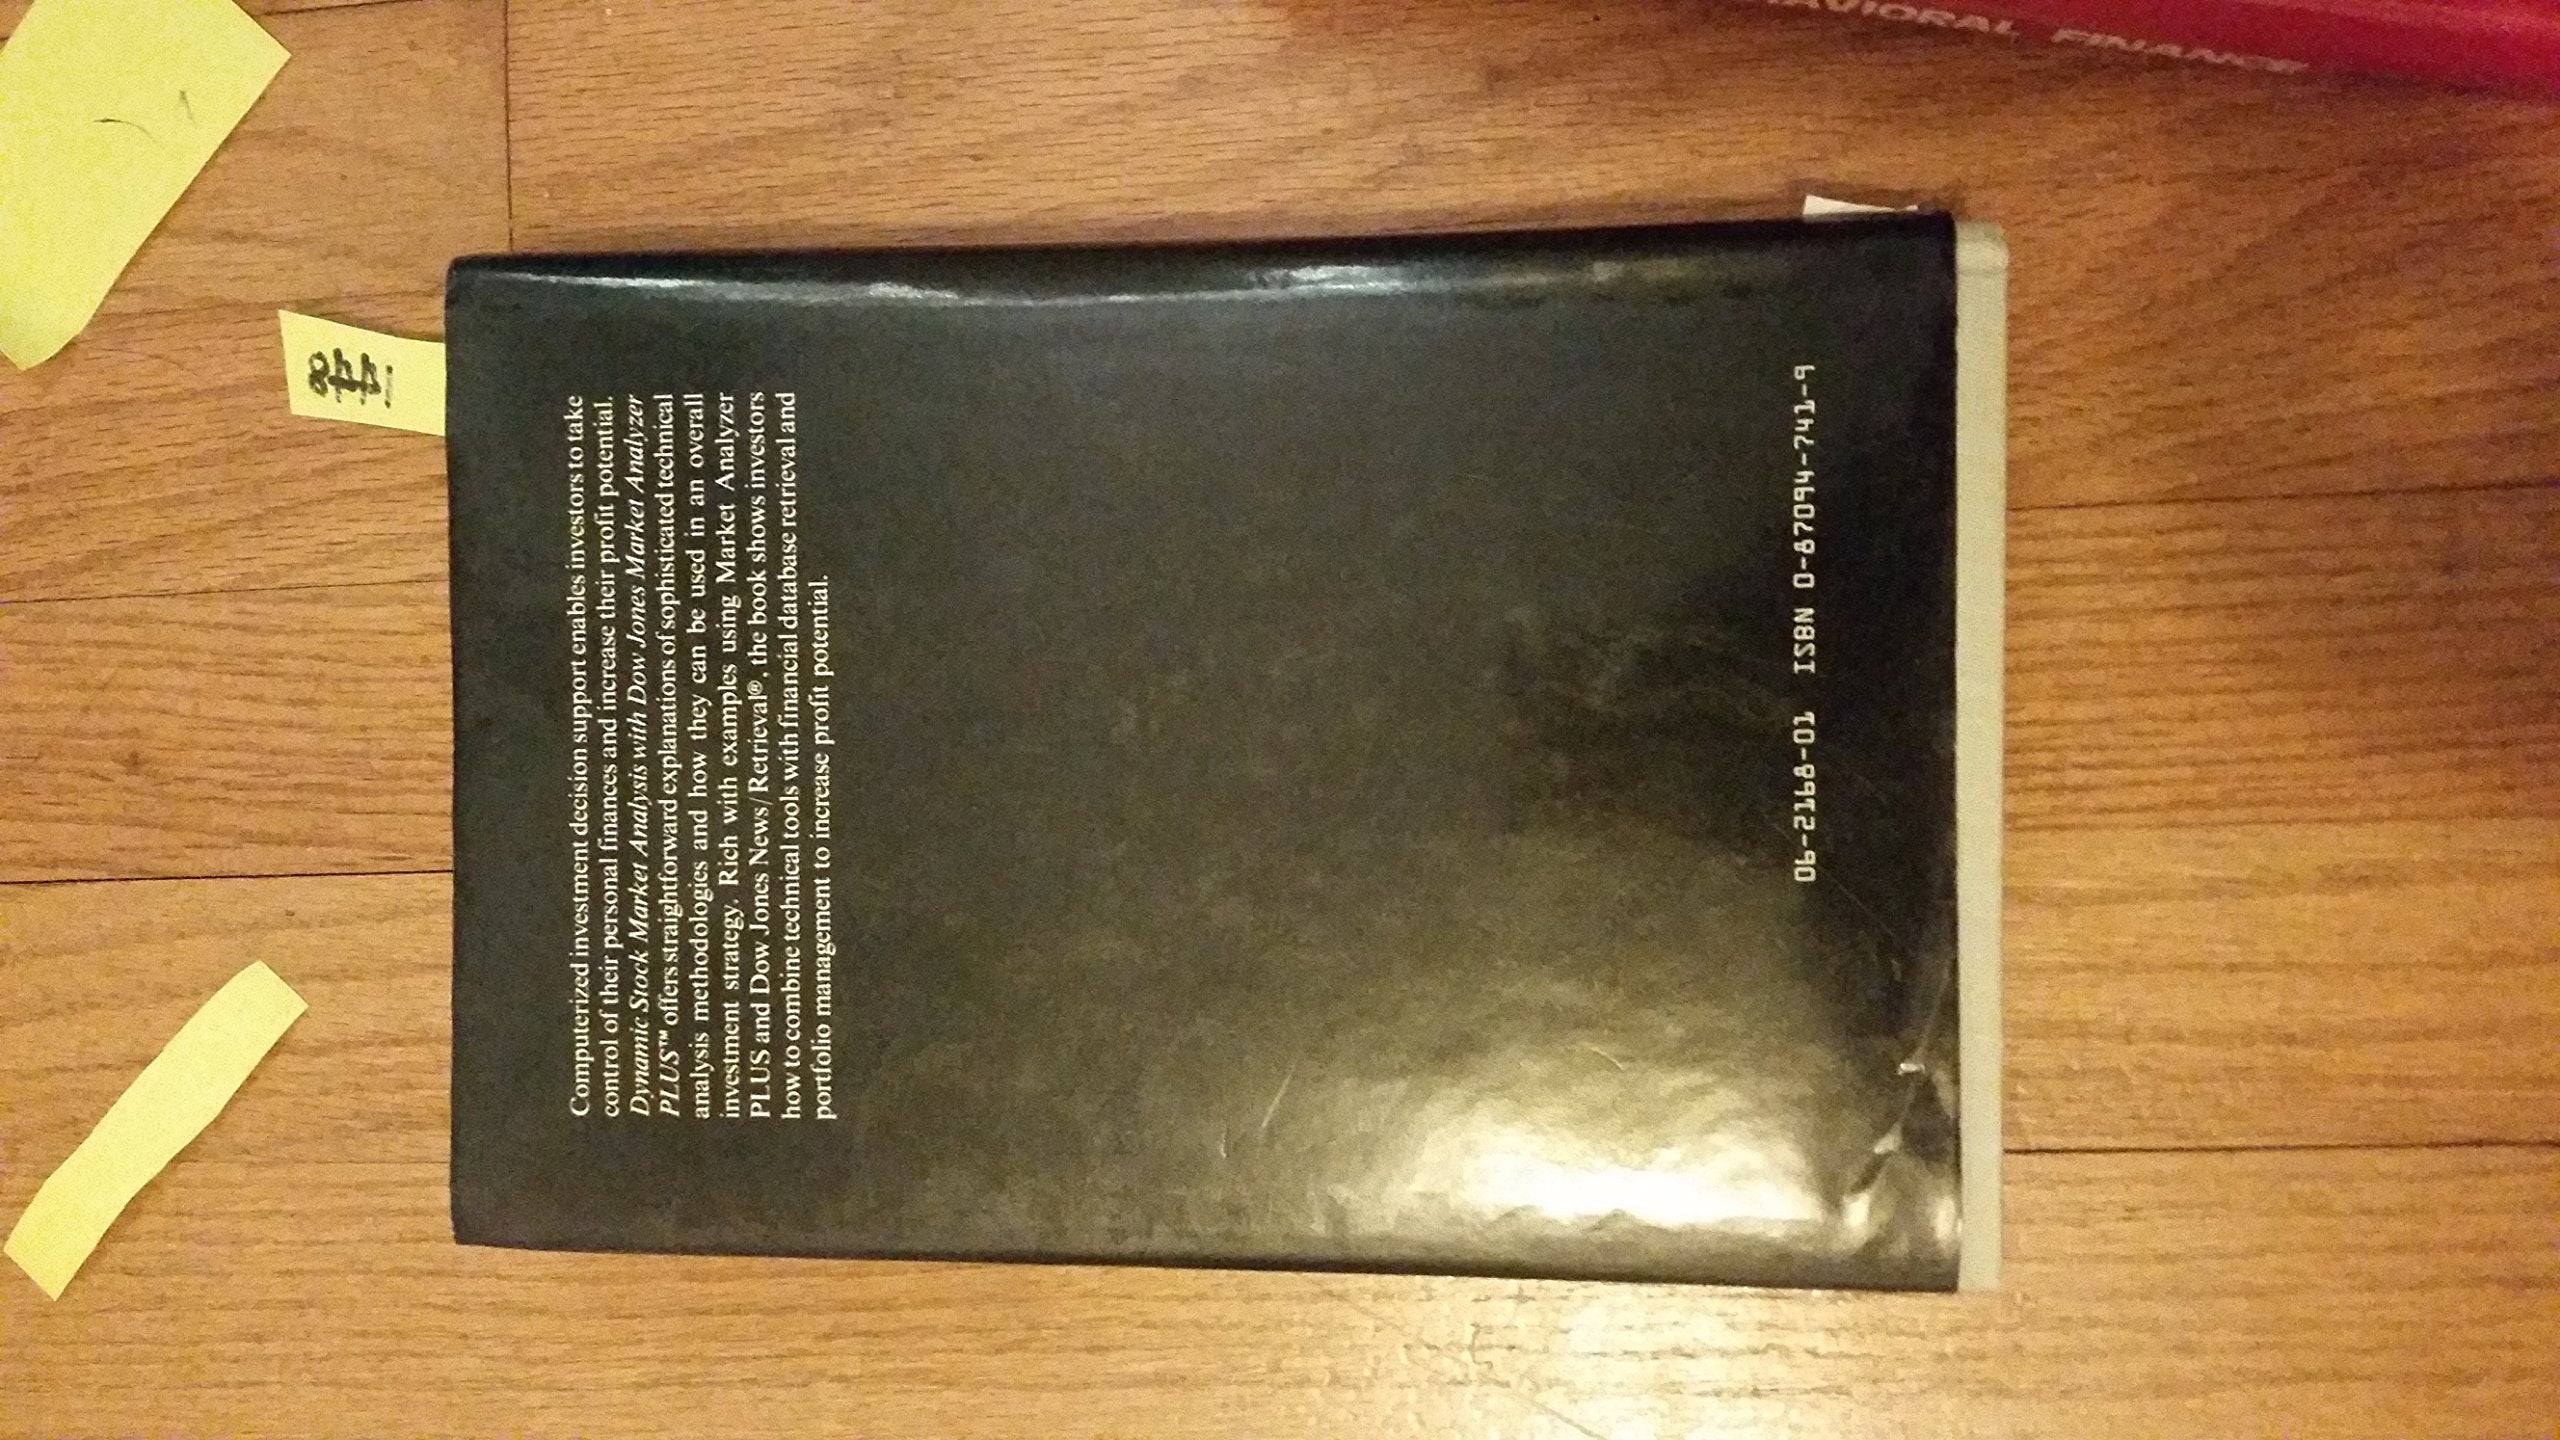 Computerized investment decision support enables investors to take
control of their personal finances and increase their profit potential.
Dynamic Stock Market Analysis with Dow Jones Market Analyzer
PLUS™ offers straightforward explanations of sophisticated technical
analysis methodologies and how they can be used in an overall
investment strategy. Rich with examples using Market Analyzer
PLUS and Dow Jones News/Retrieval®, the book shows investors
how to combine technical tools with financial database retrieval and
portfolio management to increase profit potential.
06-2168-01 ISBN 0-87094-741-9
FINANCE